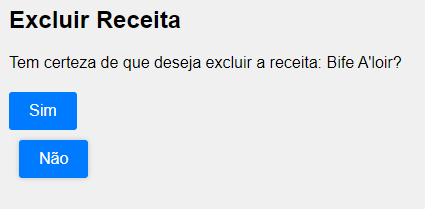 Excluir Receita
Tem certeza de que deseja excluir a receita: Bife A'loir?
Sim
Não